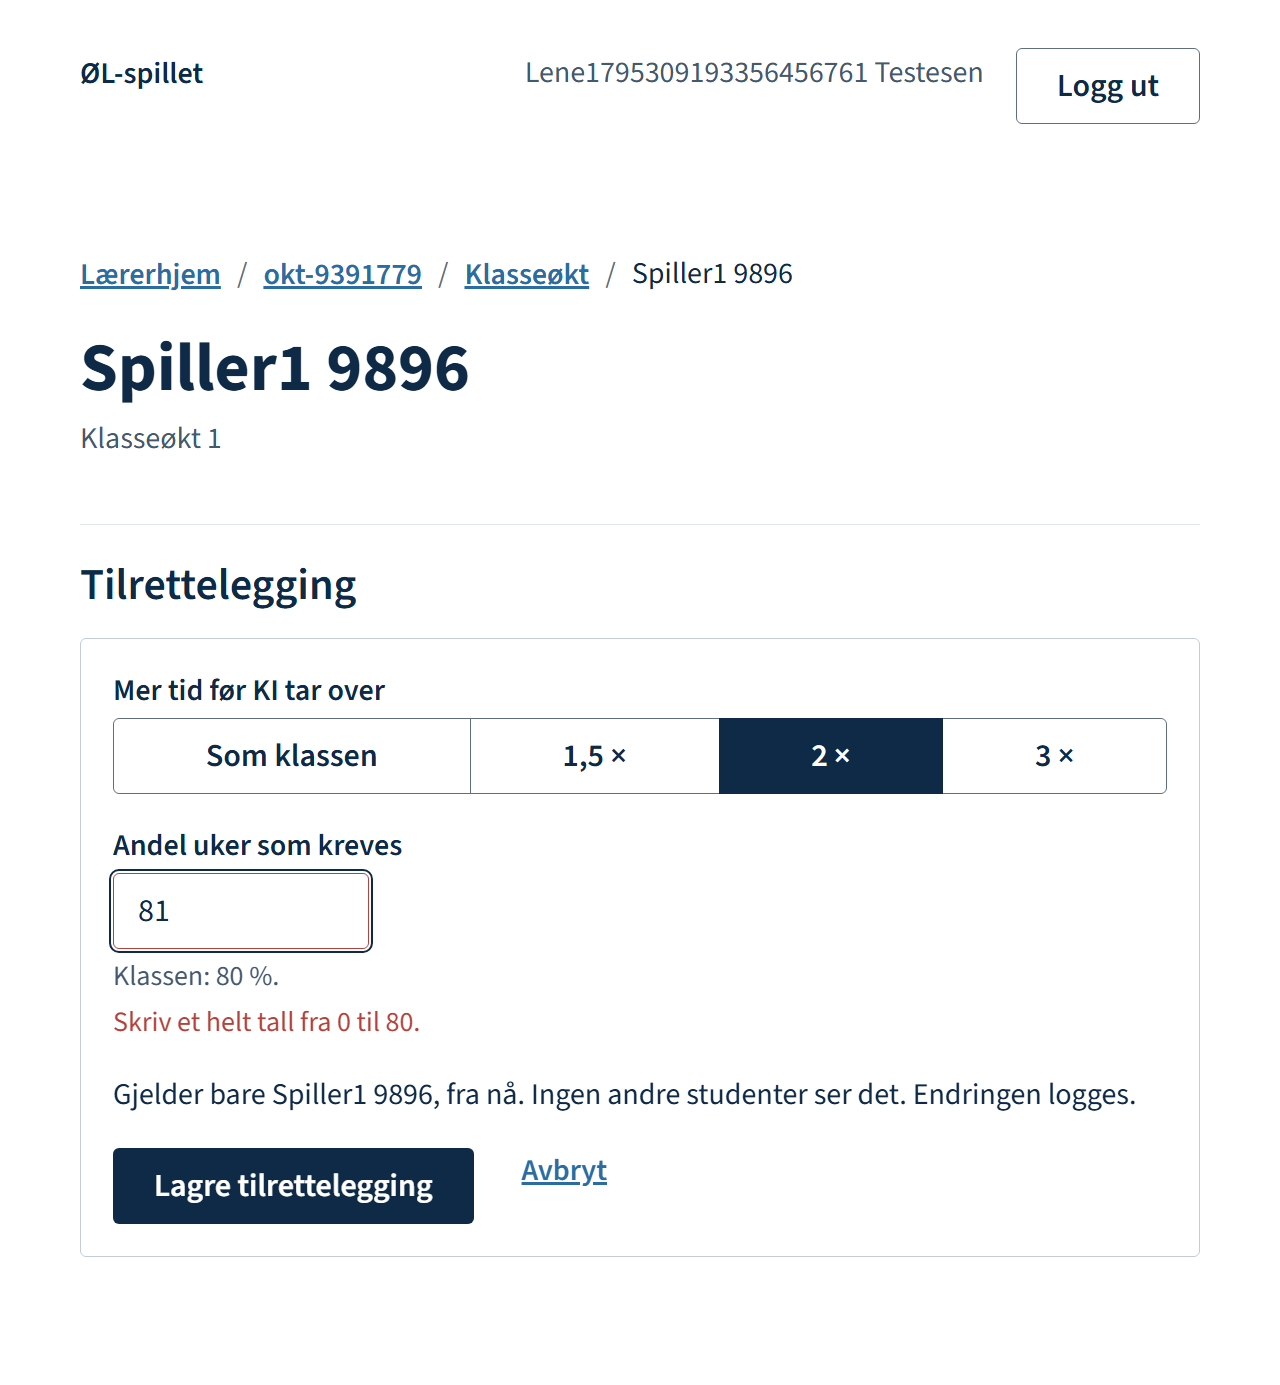 ØL-spillet
Lene1795309193356456761 Testesen
Logg ut
Lærerhjem / okt-9391779 / Klasseøkt / Spiller1 9896
Spiller1 9896
Klasseøkt 1
Tilrettelegging
Mer tid før KI tar over
Som klassen
1,5 ×
2 ×
3 ×
Andel uker som kreves
81
Klassen: 80 %.
Skriv et helt tall fra 0 til 80.
Gjelder bare Spiller1 9896, fra nå. Ingen andre studenter ser det. Endringen logges.
Lagre tilrettelegging
Avbryt